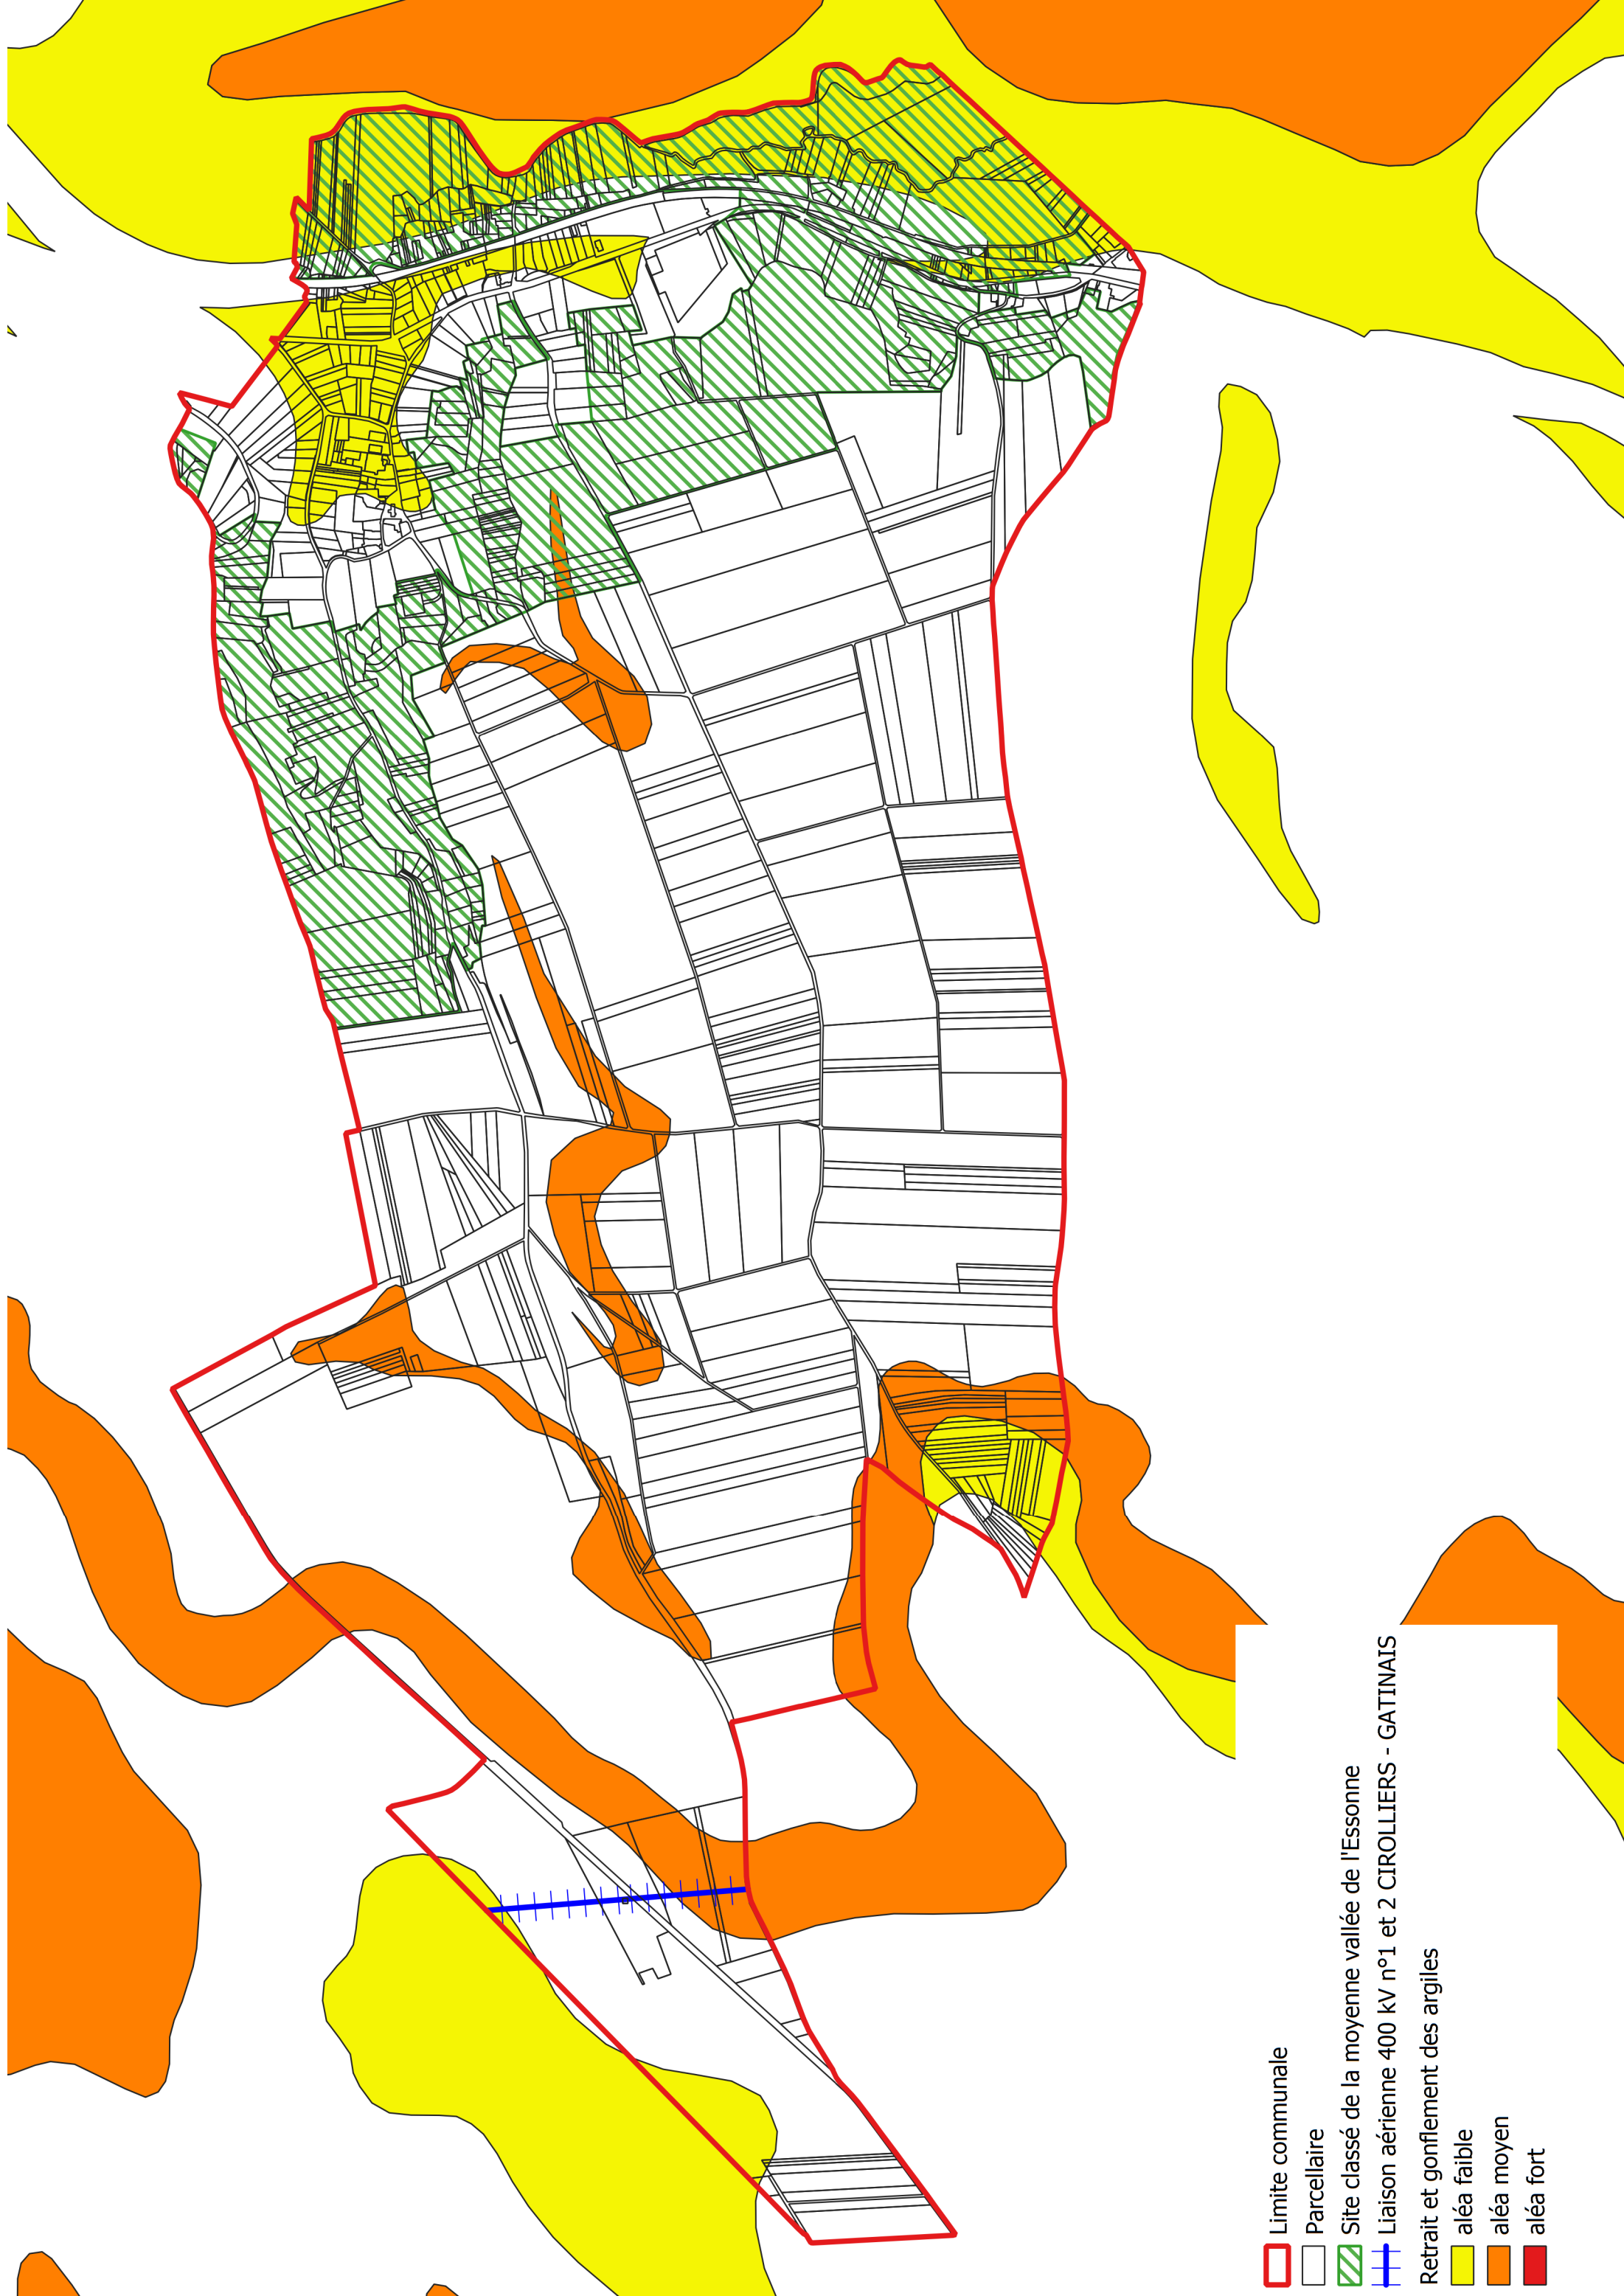 Limite communale
Parcellaire
Site classé de la moyenne vallée de l'Essonne
Liaison aérienne 400 kV n°1 et 2 CIROLLIERS - GATINAIS
Retrait et gonflement des argiles
aléa faible
aléa moyen
aléa fort